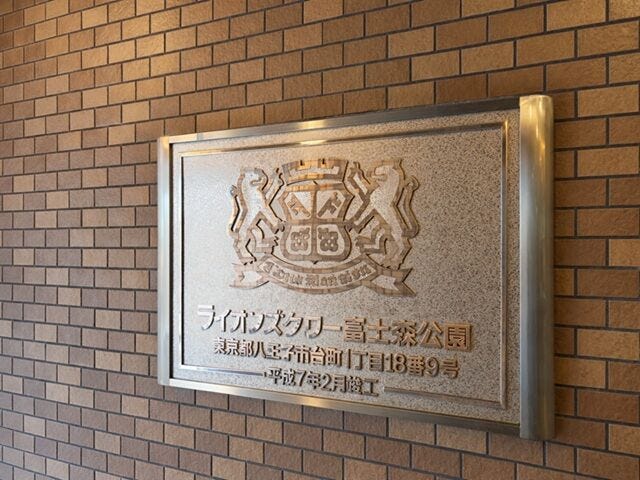 ライオンズタワー富士森公園
東京都八王子市台町1丁目18番9号
平成7年2月竣工